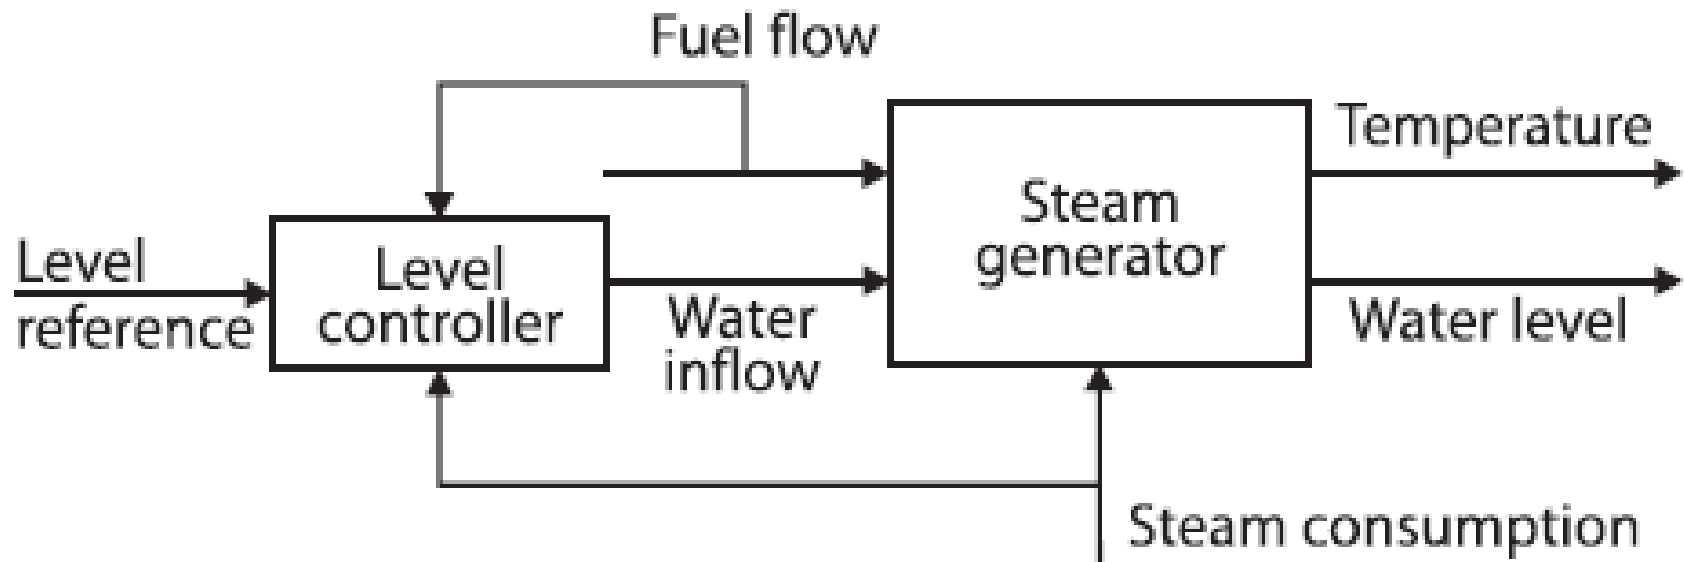 Fuel flow
Temperature
Steam
generator
Level
reference
Level
controller
Water
inflow
Water level
Steam consumption